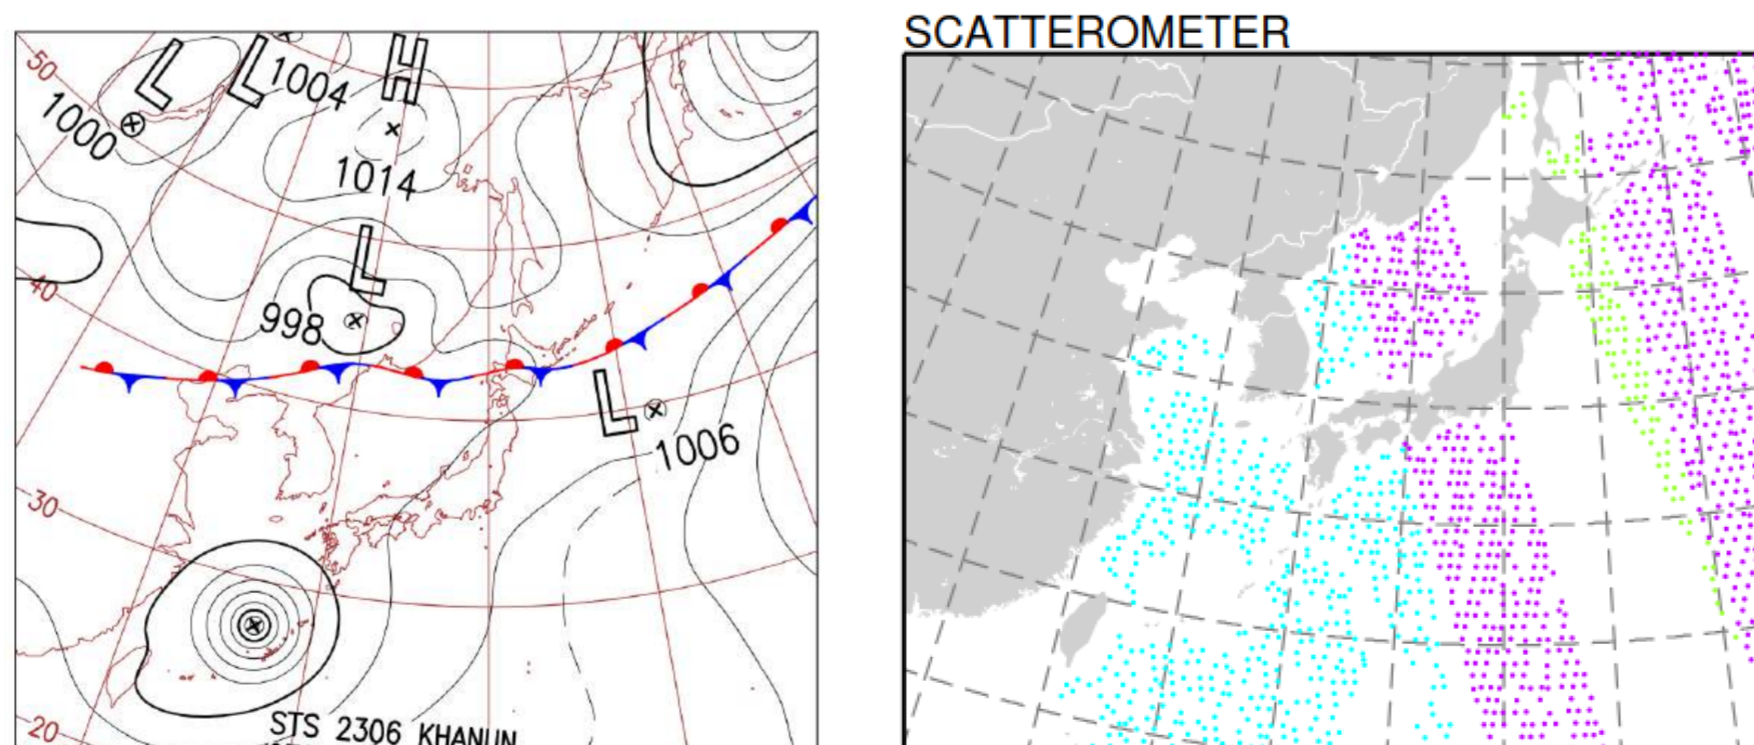 SCATTEROMETER
50
L
L
1004
H
1000
1014
L
40
998
L
1006
30
20
STS 2306 KHANUN